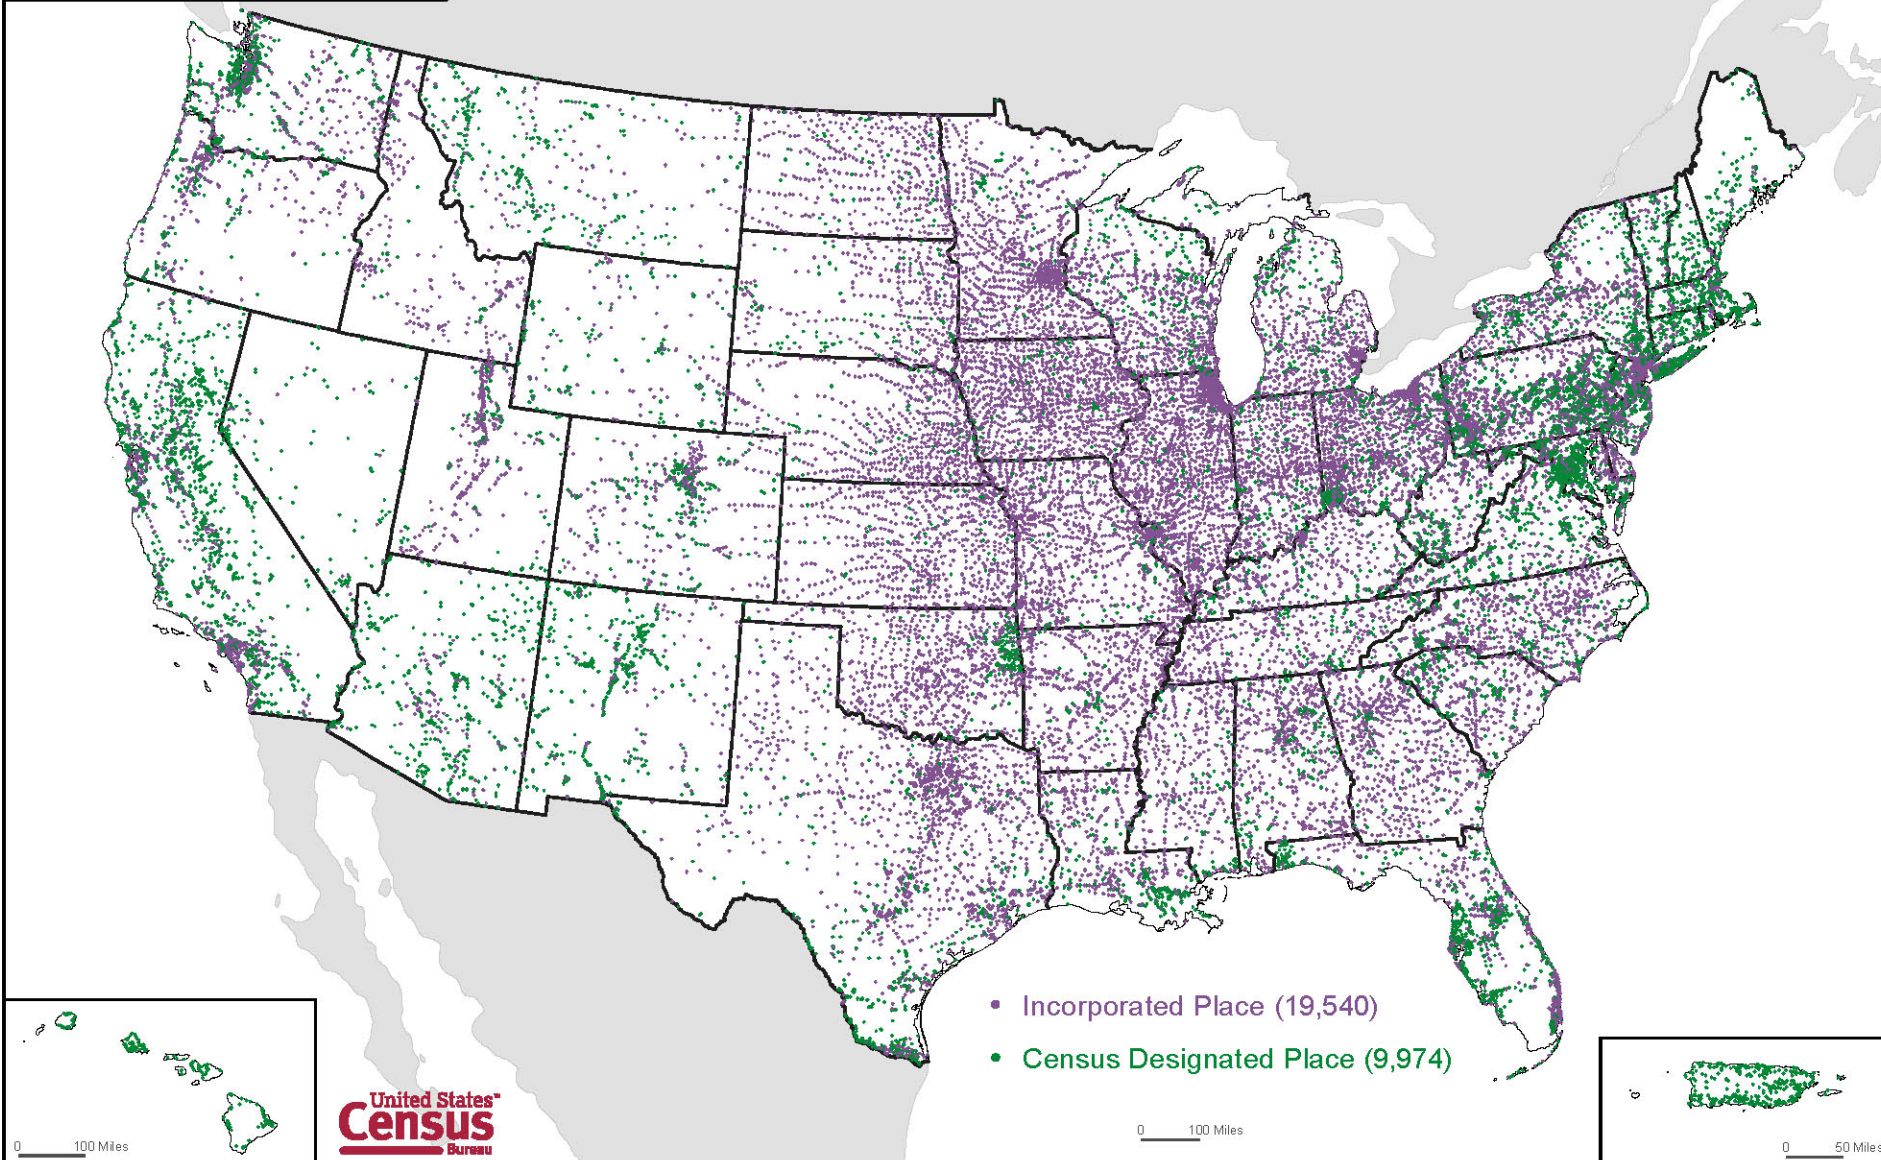 Incorporated Place (19,540)
Census Designated Place (9,974)
United States™
Census
Bureau
0 100 Miles
0 100 Miles
0 50 Miles